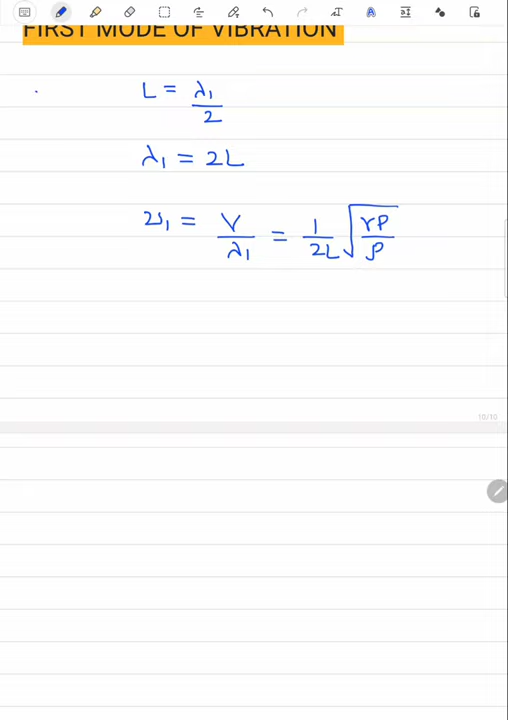 FIRST MODE OF VIBRATION
L = λ₁/2
λ₁ = 2L
ν₁ = V/λ₁ = 1/2L √(γP/ρ)
10/10